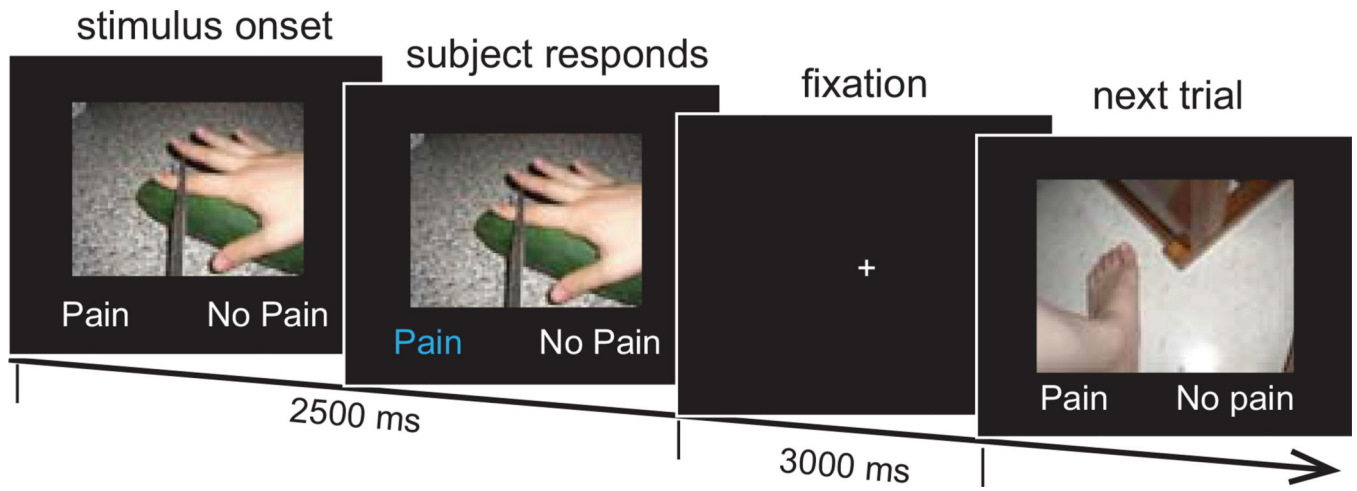 stimulus onset
subject responds
fixation
next trial
Pain No Pain
Pain No Pain
+
Pain No pain
2500 ms
3000 ms